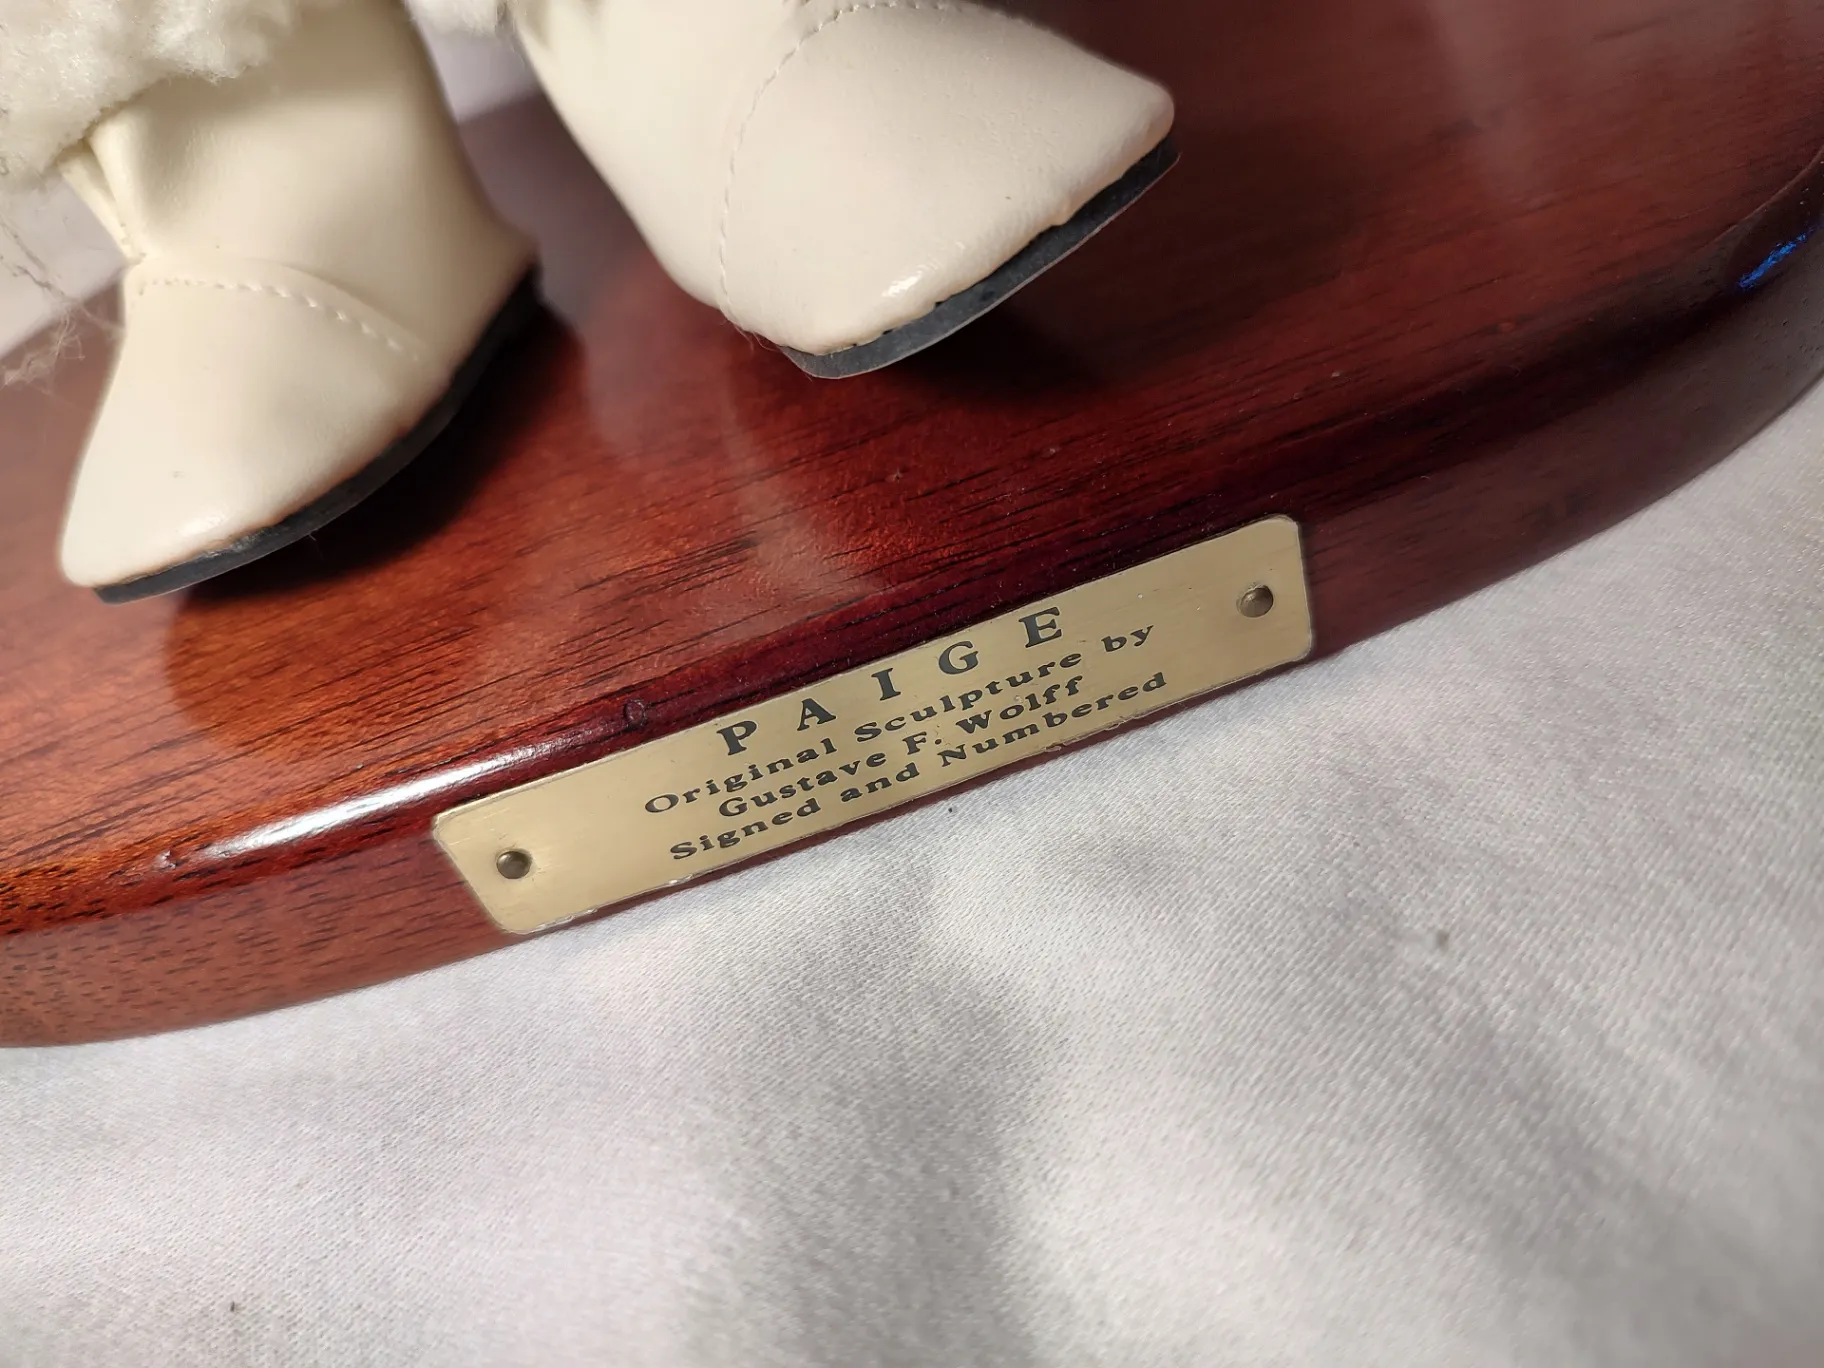 PAIGE
Original Sculpture by
Gustave F. Wolff
Signed and Numbered